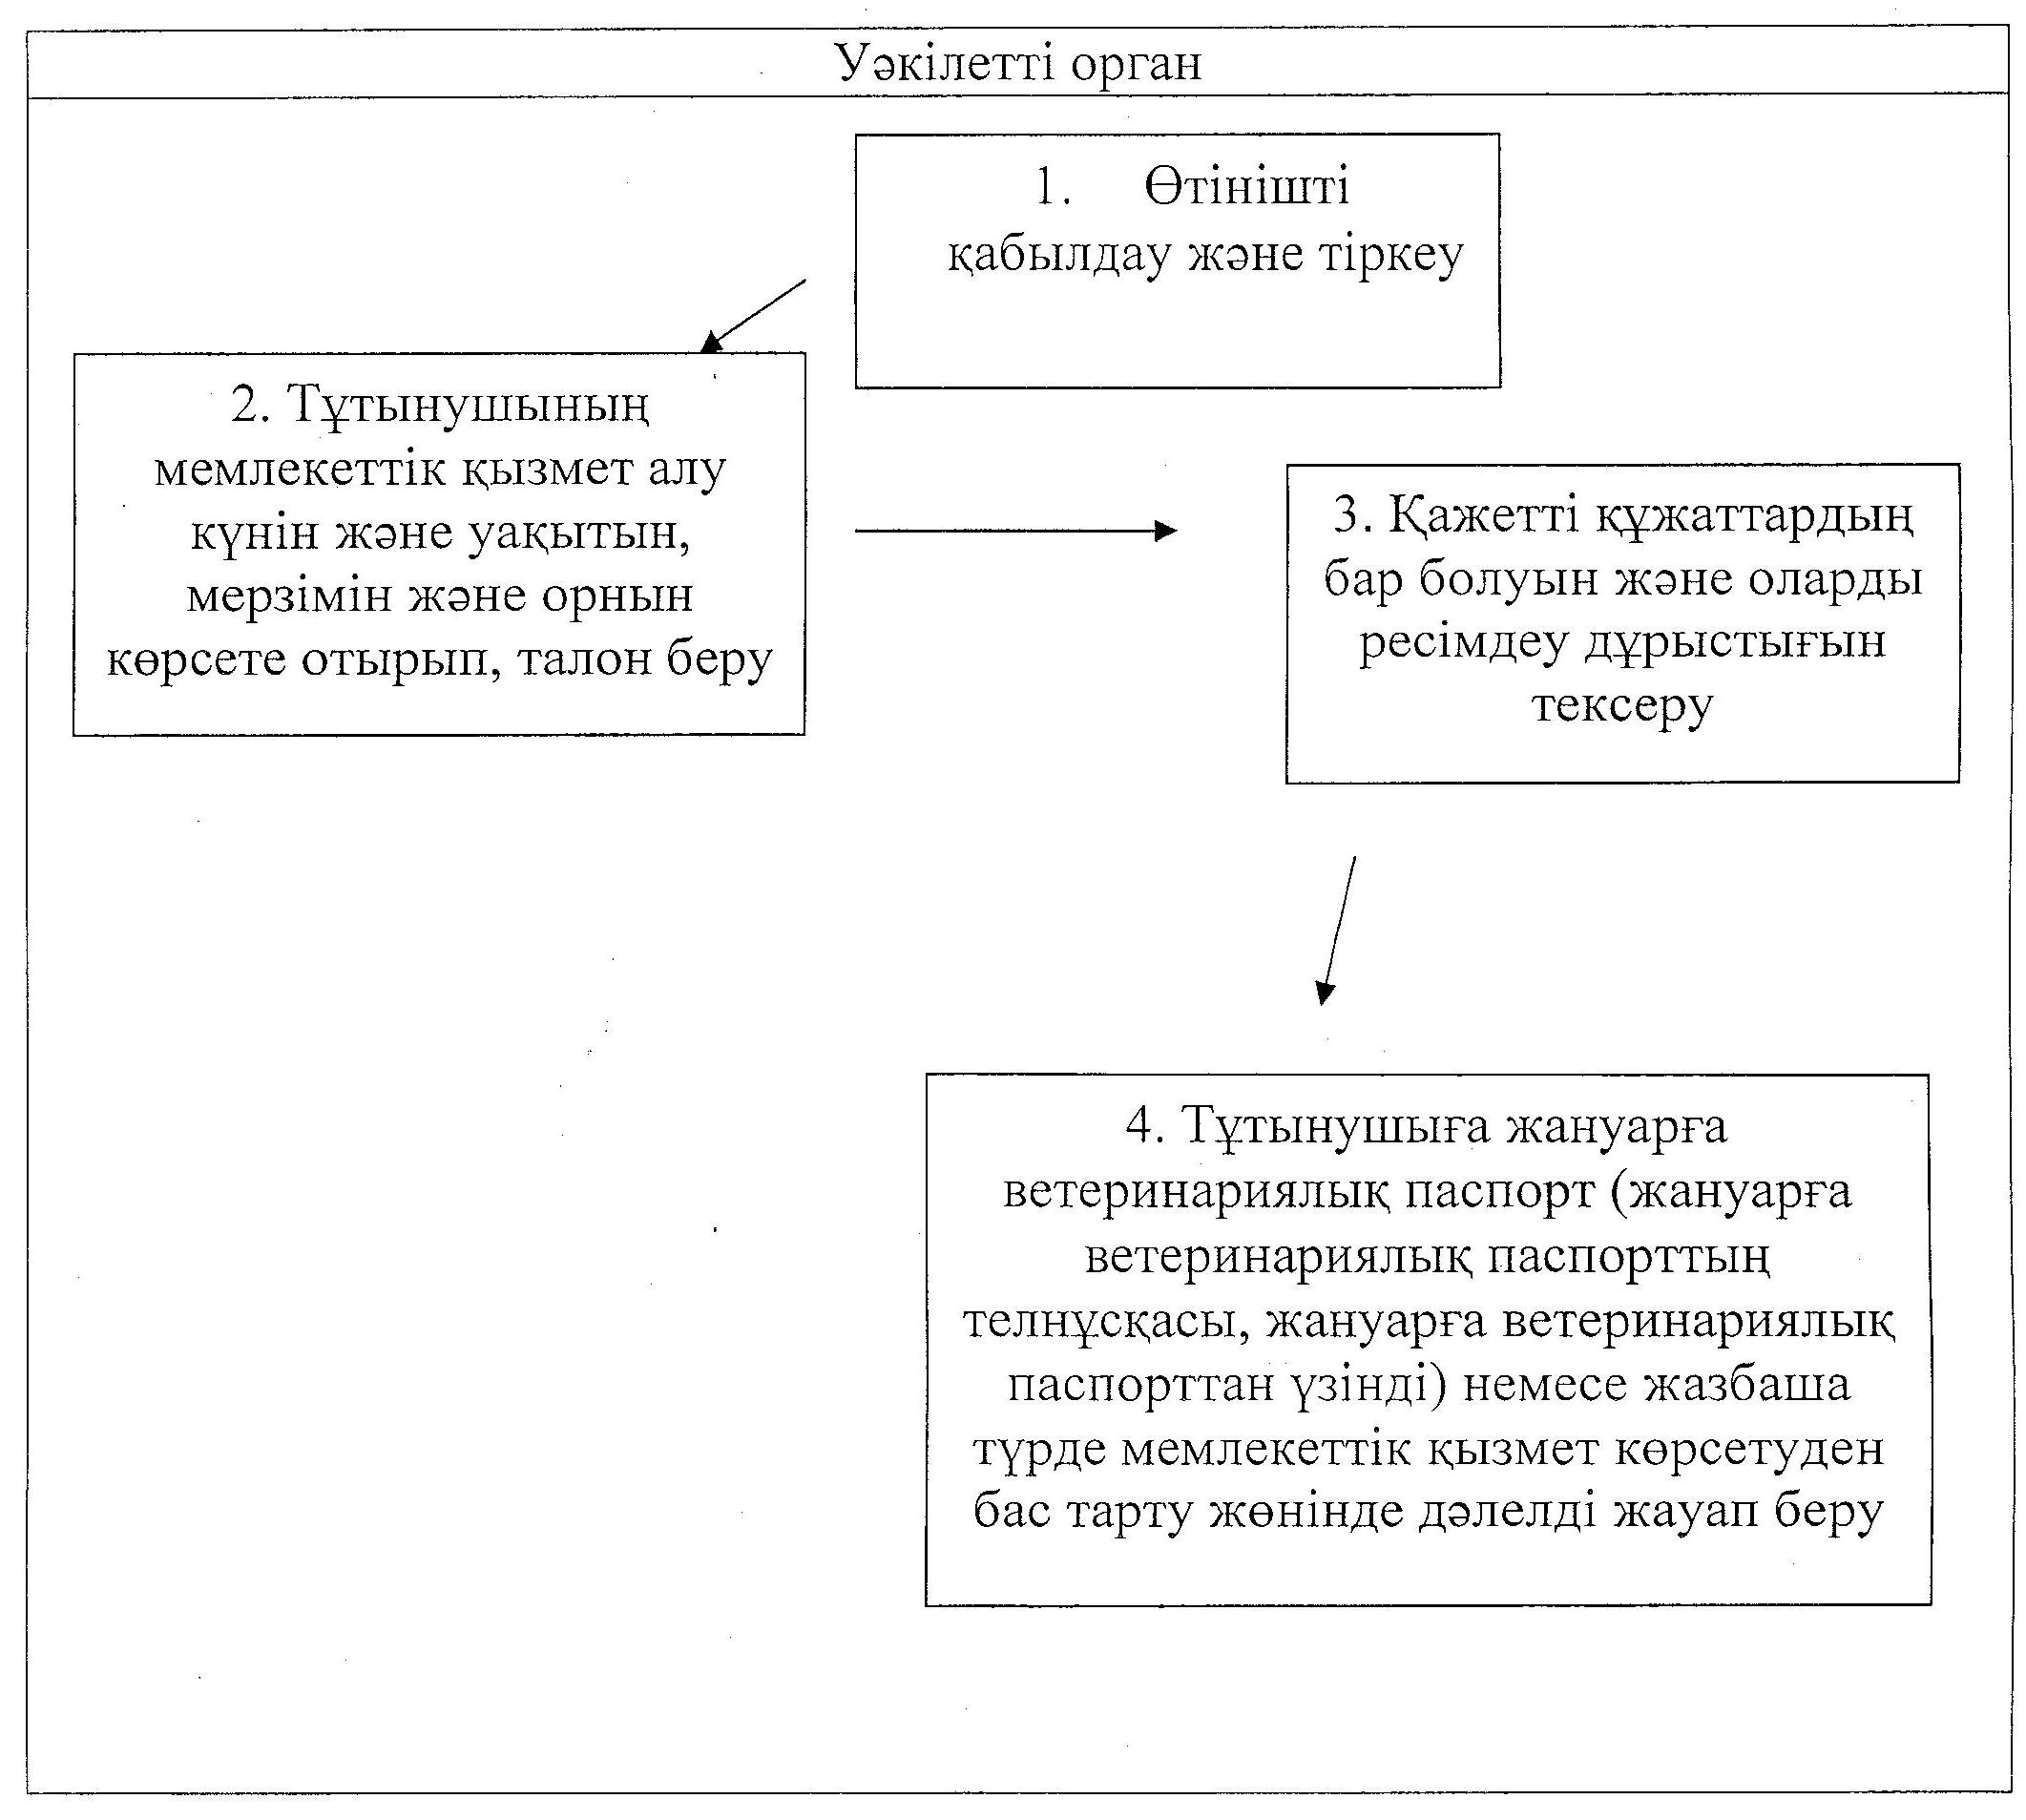 Уәкілетті орган
1. Өтінішті
қабылдау және тіркеу
2. Тұтынушының
мемлекеттік қызмет алу
күнін және уақытын,
мерзімін және орнын
көрсете отырып, талон беру
3. Қажетті құжаттардың
бар болуын және оларды
ресімдеу дұрыстығын
тексеру
4. Тұтынушыға жануарға
ветеринариялық паспорт (жануарға
ветеринариялық паспорттың
телнұсқасы, жануарға ветеринариялық
паспорттан үзінді) немесе жазбаша
түрде мемлекеттік қызмет көрсетуден
бас тарту жөнінде дәлелді жауап беру